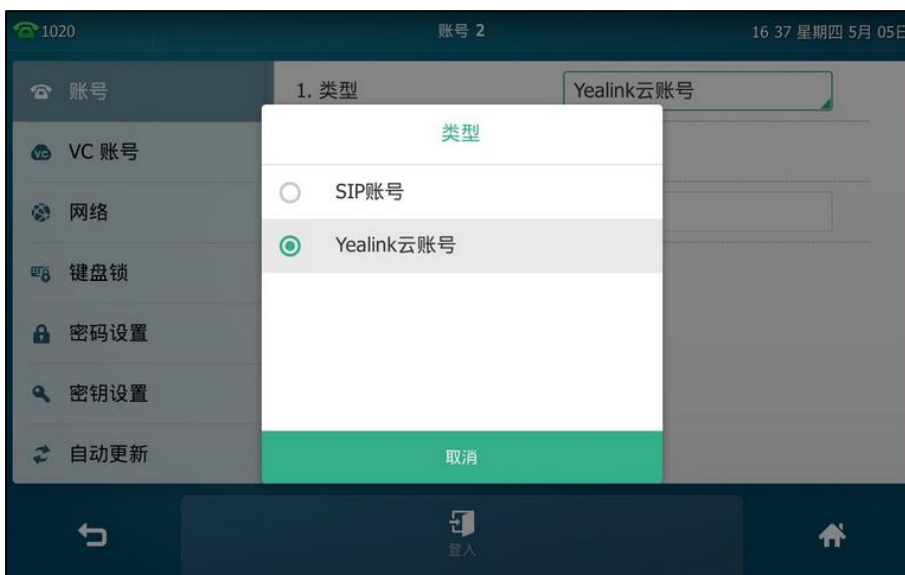 1020
账号 2
16 37 星期四 5月 05日
账号
1. 类型
Yealink云账号
VC 账号
网络
键盘锁
密码设置
密钥设置
自动更新
类型
SIP账号
Yealink云账号
取消
登入